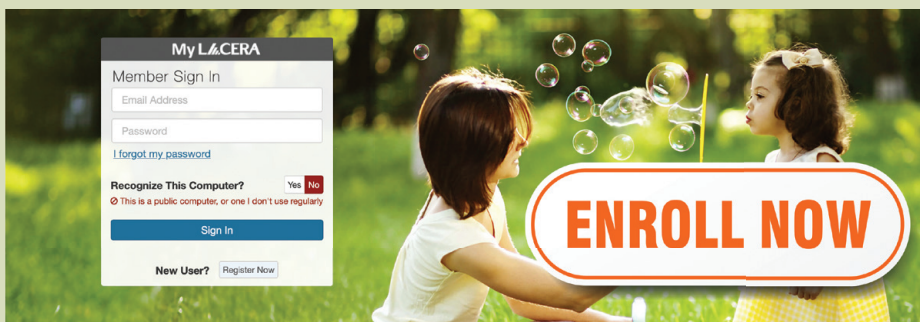 My LACERA
Member Sign In
Email Address
Password
I forgot my password
Recognize This Computer? Yes No
This is a public computer, or one I don't use regularly
Sign In
New User? Register Now
ENROLL NOW